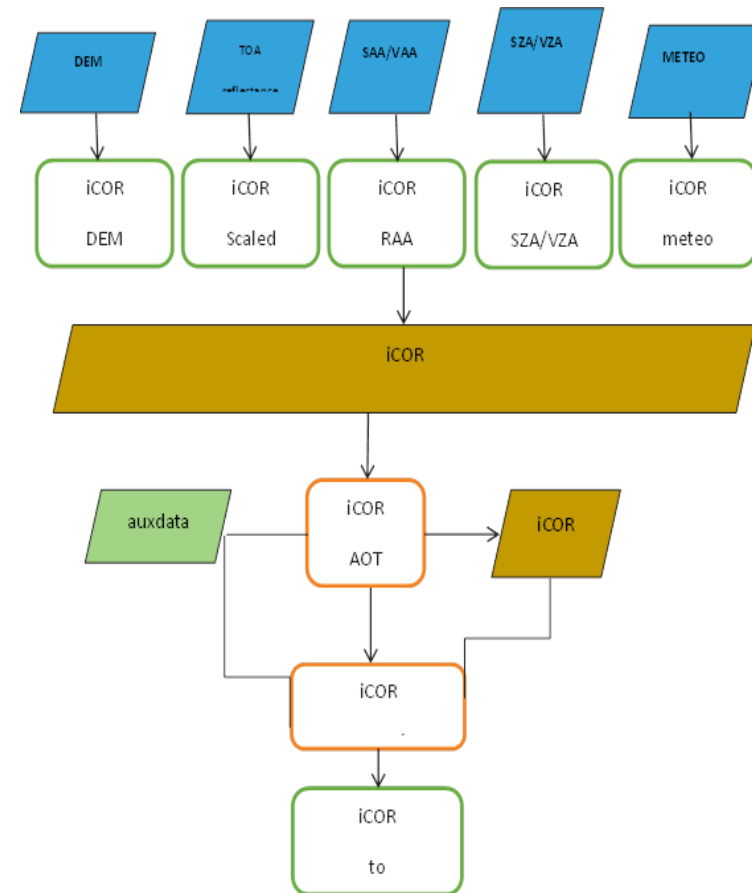 DEM
TOA
reflectance
SAA/VAA
SZA/VZA
METEO
iCOR
DEM
iCOR
Scaled
iCOR
RAA
iCOR
SZA/VZA
iCOR
meteo
iCOR
auxdata
iCOR
AOT
iCOR
iCOR
.
iCOR
to